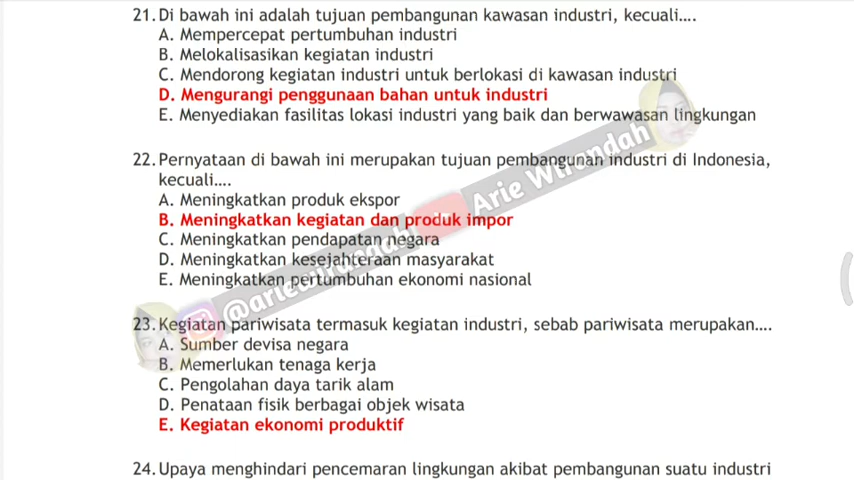 21. Di bawah ini adalah tujuan pembangunan kawasan industri, kecuali....
A. Mempercepat pertumbuhan industri
B. Melokalisasikan kegiatan industri
C. Mendorong kegiatan industri untuk berlokasi di kawasan industri
D. Mengurangi penggunaan bahan untuk industri
E. Menyediakan fasilitas lokasi industri yang baik dan berwawasan lingkungan
22. Pernyataan di bawah ini merupakan tujuan pembangunan industri di Indonesia,
kecuali....
A. Meningkatkan produk ekspor
B. Meningkatkan kegiatan dan produk impor
C. Meningkatkan pendapatan negara
D. Meningkatkan kesejahteraan masyarakat
E. Meningkatkan pertumbuhan ekonomi nasional
23. Kegiatan pariwisata termasuk kegiatan industri, sebab pariwisata merupakan....
A. Sumber devisa negara
B. Memerlukan tenaga kerja
C. Pengolahan daya tarik alam
D. Penataan fisik berbagai objek wisata
E. Kegiatan ekonomi produktif
24. Upaya menghindari pencemaran lingkungan akibat pembangunan suatu industri
@ariewirandah Arie Wirandah